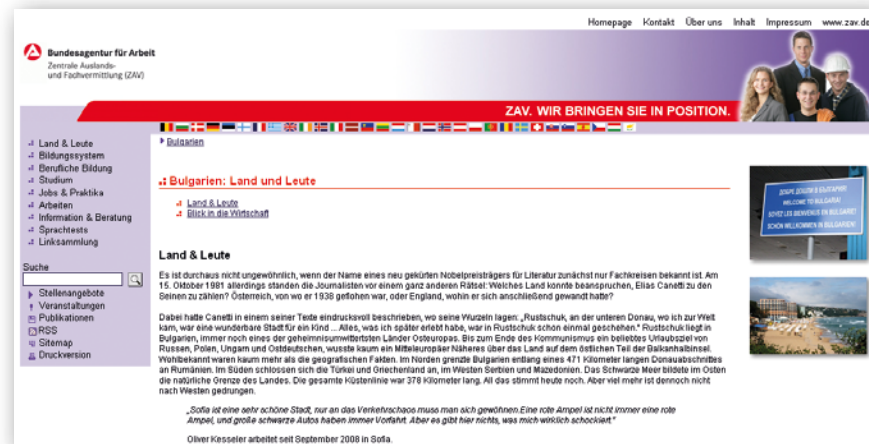 Homepage Kontakt Über uns Inhalt Impressum www.zav.de
Bundesagentur für Arbeit
Zentrale Auslands-
und Fachvermittlung (ZAV)
ZAV. WIR BRINGEN SIE IN POSITION.
Land & Leute
Bildungssystem
Berufliche Bildung
Studium
Jobs & Praktika
Arbeiten
Information & Beratung
Sprachtests
Linksammlung
Suche
Stellenangebote
Veranstaltungen
Publikationen
RSS
Sitemap
Druckversion
Bulgarien
Bulgarien: Land und Leute
Land & Leute
Blick in die Wirtschaft
Land & Leute
Es ist durchaus nicht ungewöhnlich, wenn der Name eines neu gekürten Nobelpreisträgers für Literatur zunächst nur Fachkreisen bekannt ist. Am
15. Oktober 1981 allerdings standen die Journalisten vor einem ganz anderen Rätsel: Welches Land könnte beanspruchen, Elias Canetti zu den
Seinen zu zählen? Österreich, von wo er 1938 geflohen war, oder England, wohin er sich anschließend gewandt hatte?
Dabei hatte Canetti in einem seiner Texte eindrucksvoll beschrieben, wo seine Wurzeln lagen: „Rustschuk, an der unteren Donau, wo ich zur Welt
kam, war eine wunderbare Stadt für ein Kind ... Alles, was ich später erlebt habe, war in Rustschuk schon einmal geschehen." Rustschuk liegt in
Bulgarien, immer noch eines der geheimnisumwittertsten Länder Osteuropas. Bis zum Ende des Kommunismus ein beliebtes Urlaubsziel von
Russen, Polen, Ungarn und Ostdeutschen, wusste kaum ein Mitteleuropäer Näheres über das Land auf dem östlichen Teil der Balkanhalbinsel.
Wohlbekannt waren kaum mehr als die geografischen Fakten. Im Norden grenzte Bulgarien entlang eines 471 Kilometer langen Donauabschnittes
an Rumänien. Im Süden schlossen sich die Türkei und Griechenland an, im Westen Serbien und Mazedonien. Das Schwarze Meer bildete im Osten
die natürliche Grenze des Landes. Die gesamte Küstenlinie war 378 Kilometer lang. All das stimmt heute noch. Aber viel mehr ist dennoch nicht
nach Westen gedrungen.
„Sofia ist eine sehr schöne Stadt, nur an das Verkehrschaos muss man sich gewöhnen. Eine rote Ampel ist nicht immer eine rote
Ampel, und große schwarze Autos haben immer Vorfahrt. Aber es gibt hier nichts, was mich wirklich schockiert."
Oliver Kesseler arbeitet seit September 2008 in Sofia.
ДОБРЕ ДОШЛИ В БЪЛГАРИЯ!
WELCOME TO BULGARIA!
SOYEZ LES BIENVENUS EN BULGARIE!
SCHÖN WILLKOMMEN IN BULGARIEN!